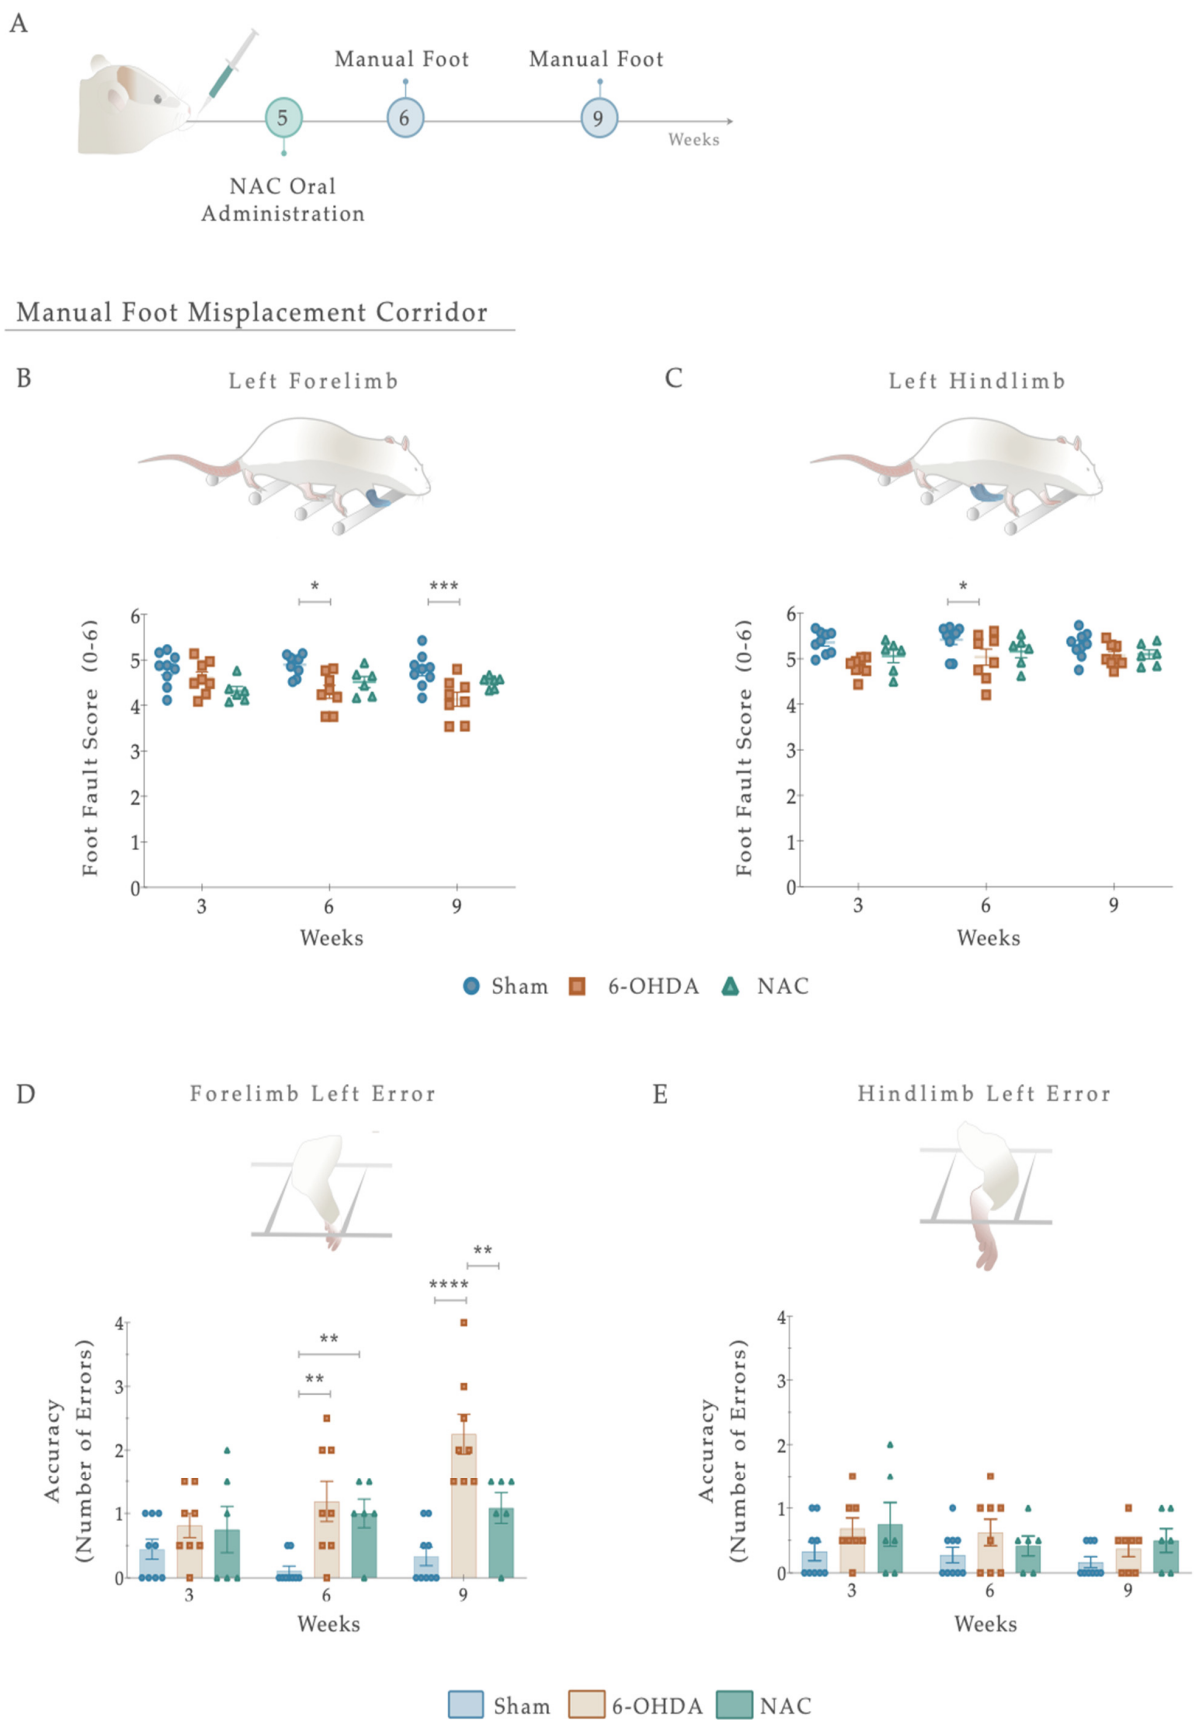 A
Manual Foot Manual Foot
5 6 9
Weeks
NAC Oral
Administration
Manual Foot Misplacement Corridor
B Left Forelimb
C Left Hindlimb
* ***
Foot Fault Score (0-6)
6
5
4
3
2
1
0
3 6 9
Weeks
*
Foot Fault Score (0-6)
6
5
4
3
2
1
0
3 6 9
Weeks
Sham 6-OHDA NAC
D Forelimb Left Error
E Hindlimb Left Error
**
****
**
**
Accuracy
(Number of Errors)
4
3
2
1
0
3 6 9
Weeks
Accuracy
(Number of Errors)
4
3
2
1
0
3 6 9
Weeks
Sham 6-OHDA NAC